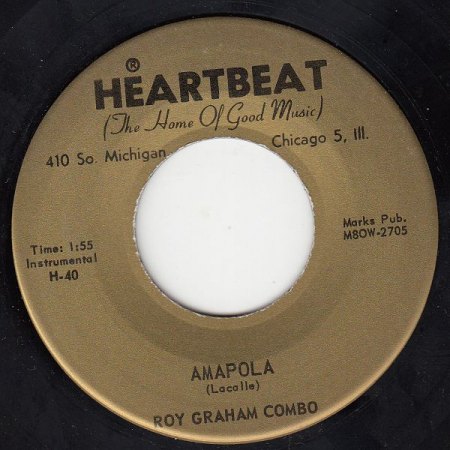 ®
HEARTBEAT
(The Home Of Good Music)
410 So. Michigan
Chicago 5, Ill.
Time: 1:55
Instrumental
H-40
Marks Pub.
M8OW-2705
AMAPOLA
(Lacalle)
ROY GRAHAM COMBO